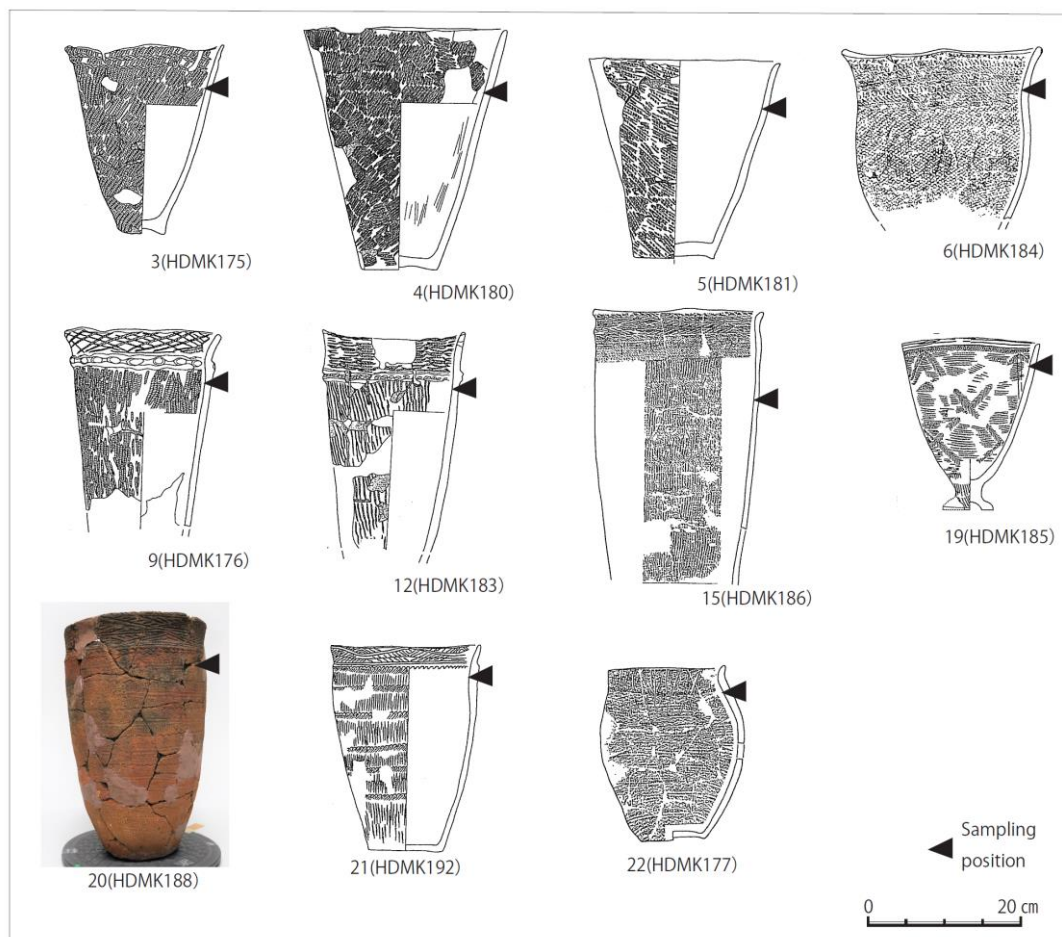 3(HDMK175)
4(HDMK180)
5(HDMK181)
6(HDMK184)
9(HDMK176)
12(HDMK183)
15(HDMK186)
19(HDMK185)
20(HDMK188)
21(HDMK192)
22(HDMK177)
Sampling
position
0 20 ㎝